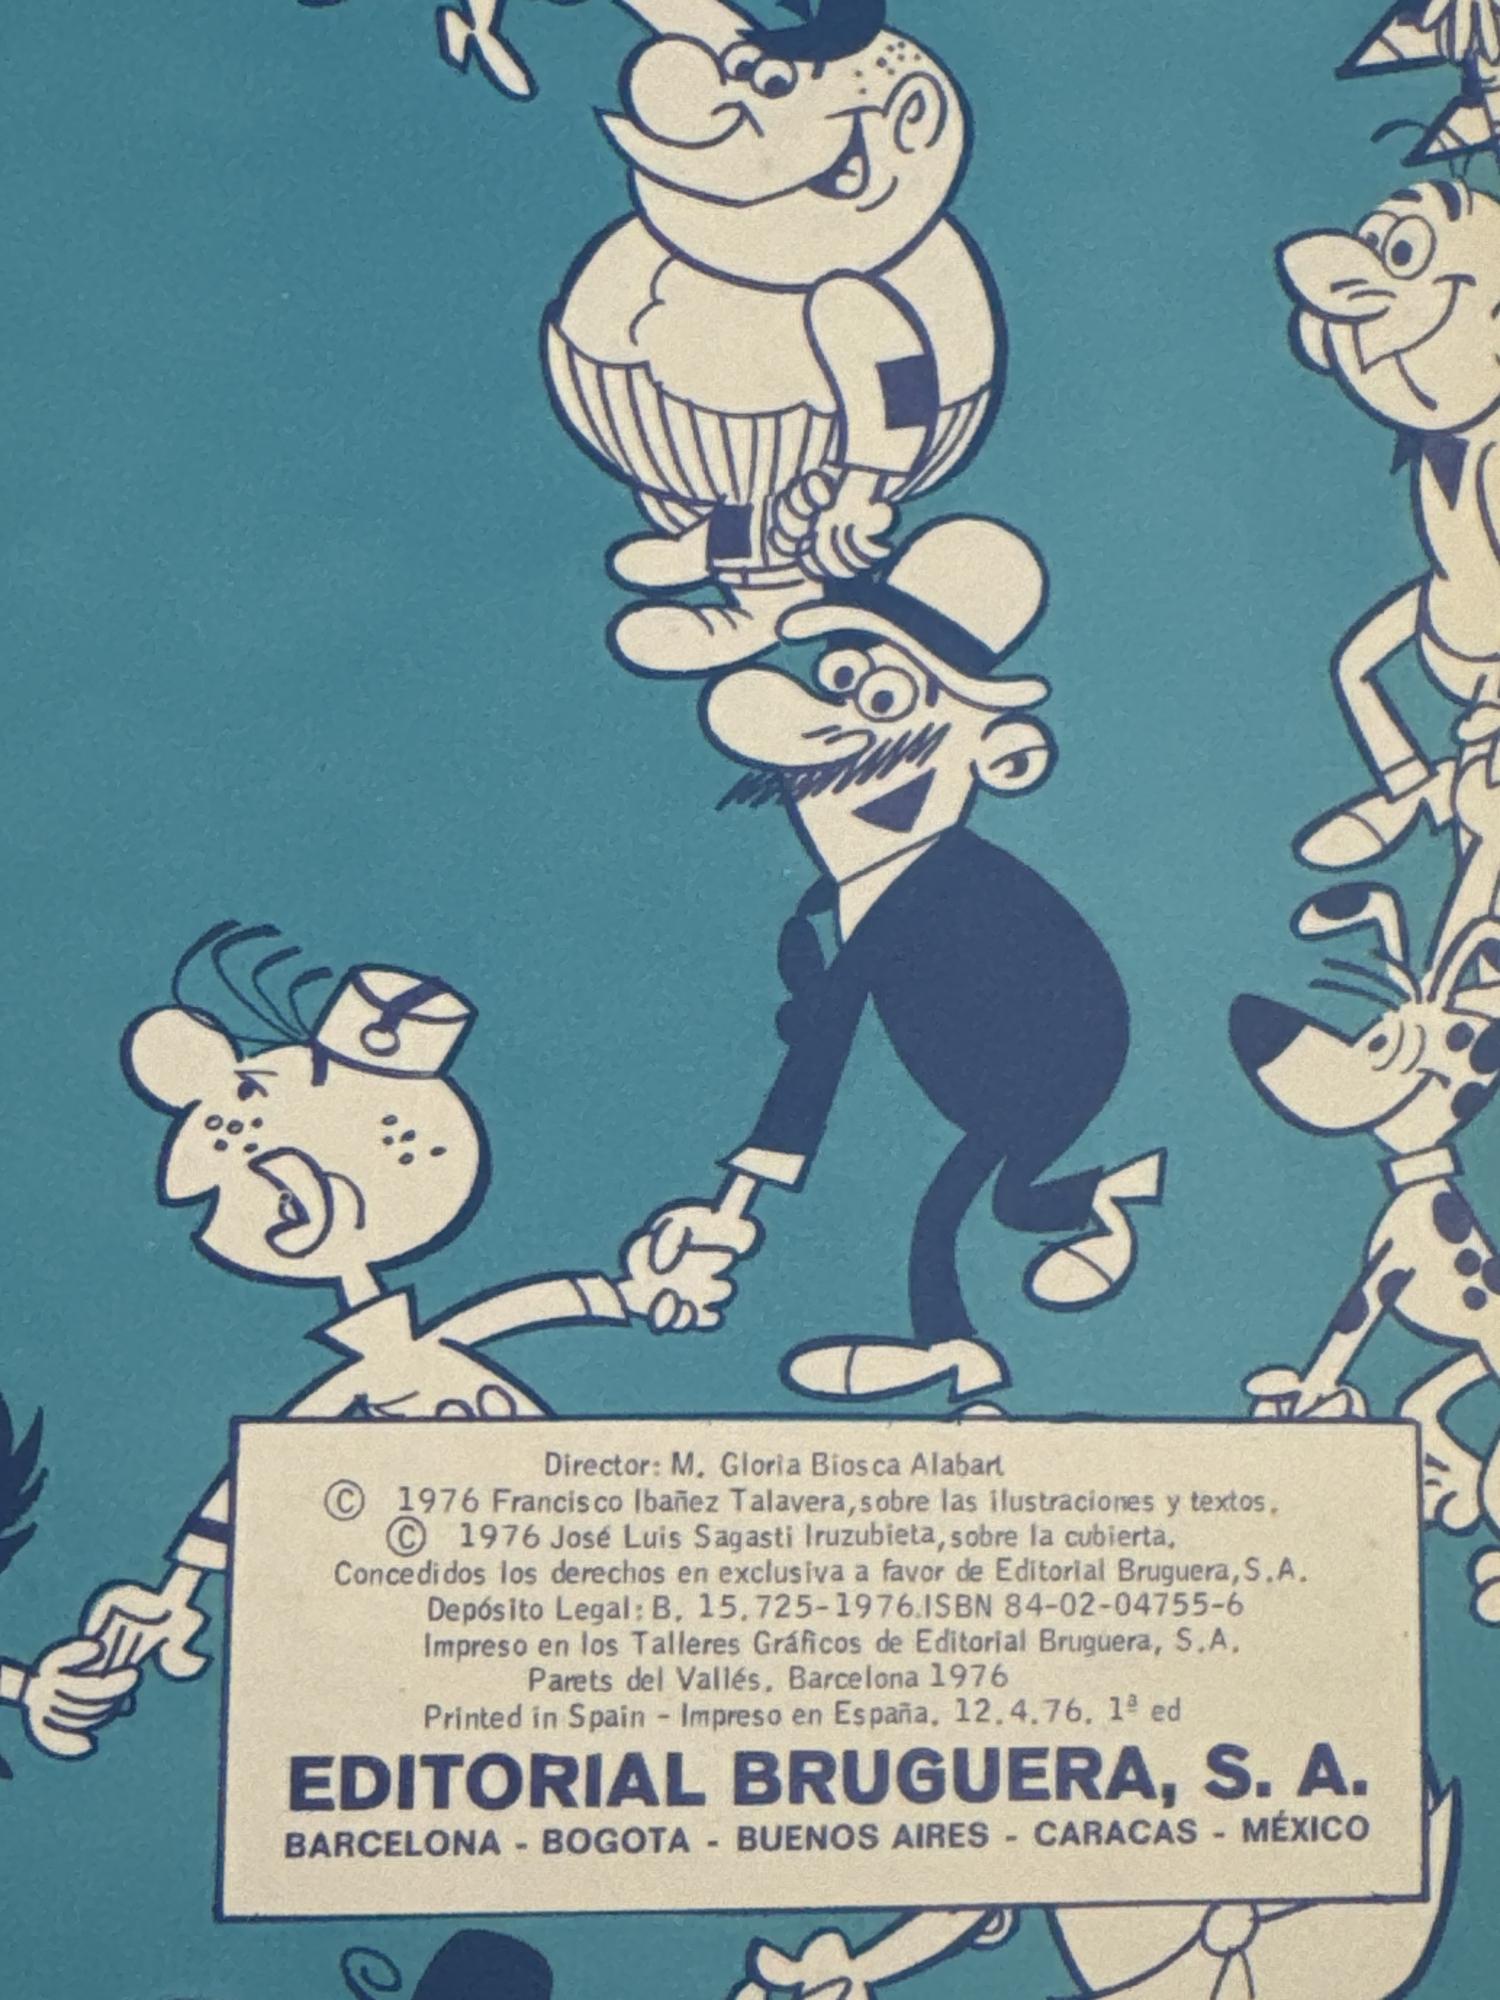 Director: M. Gloria Biosca Alabart
© 1976 Francisco Ibañez Talavera, sobre las ilustraciones y textos.
© 1976 José Luis Sagasti Iruzubieta, sobre la cubierta.
Concedidos los derechos en exclusiva a favor de Editorial Bruguera, S.A.
Depósito Legal: B. 15.725-1976. ISBN 84-02-04755-6
Impreso en los Talleres Gráficos de Editorial Bruguera, S.A.
Parets del Vallés. Barcelona 1976
Printed in Spain - Impreso en España. 12.4.76. 1ª ed
EDITORIAL BRUGUERA, S. A.
BARCELONA - BOGOTA - BUENOS AIRES - CARACAS - MÉXICO